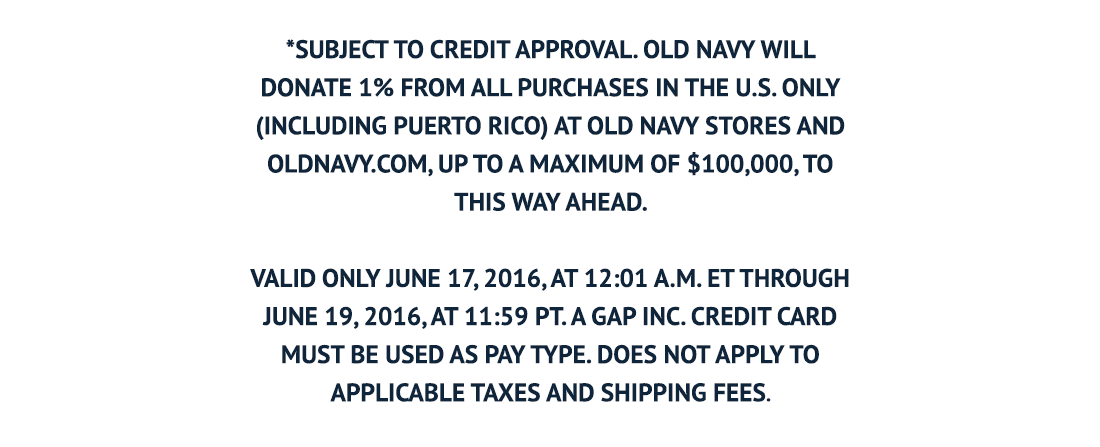 *SUBJECT TO CREDIT APPROVAL. OLD NAVY WILL
DONATE 1% FROM ALL PURCHASES IN THE U.S. ONLY
(INCLUDING PUERTO RICO) AT OLD NAVY STORES AND
OLDNAVY.COM, UP TO A MAXIMUM OF $100,000, TO
THIS WAY AHEAD.
VALID ONLY JUNE 17, 2016, AT 12:01 A.M. ET THROUGH
JUNE 19, 2016, AT 11:59 PT. A GAP INC. CREDIT CARD
MUST BE USED AS PAY TYPE. DOES NOT APPLY TO
APPLICABLE TAXES AND SHIPPING FEES.